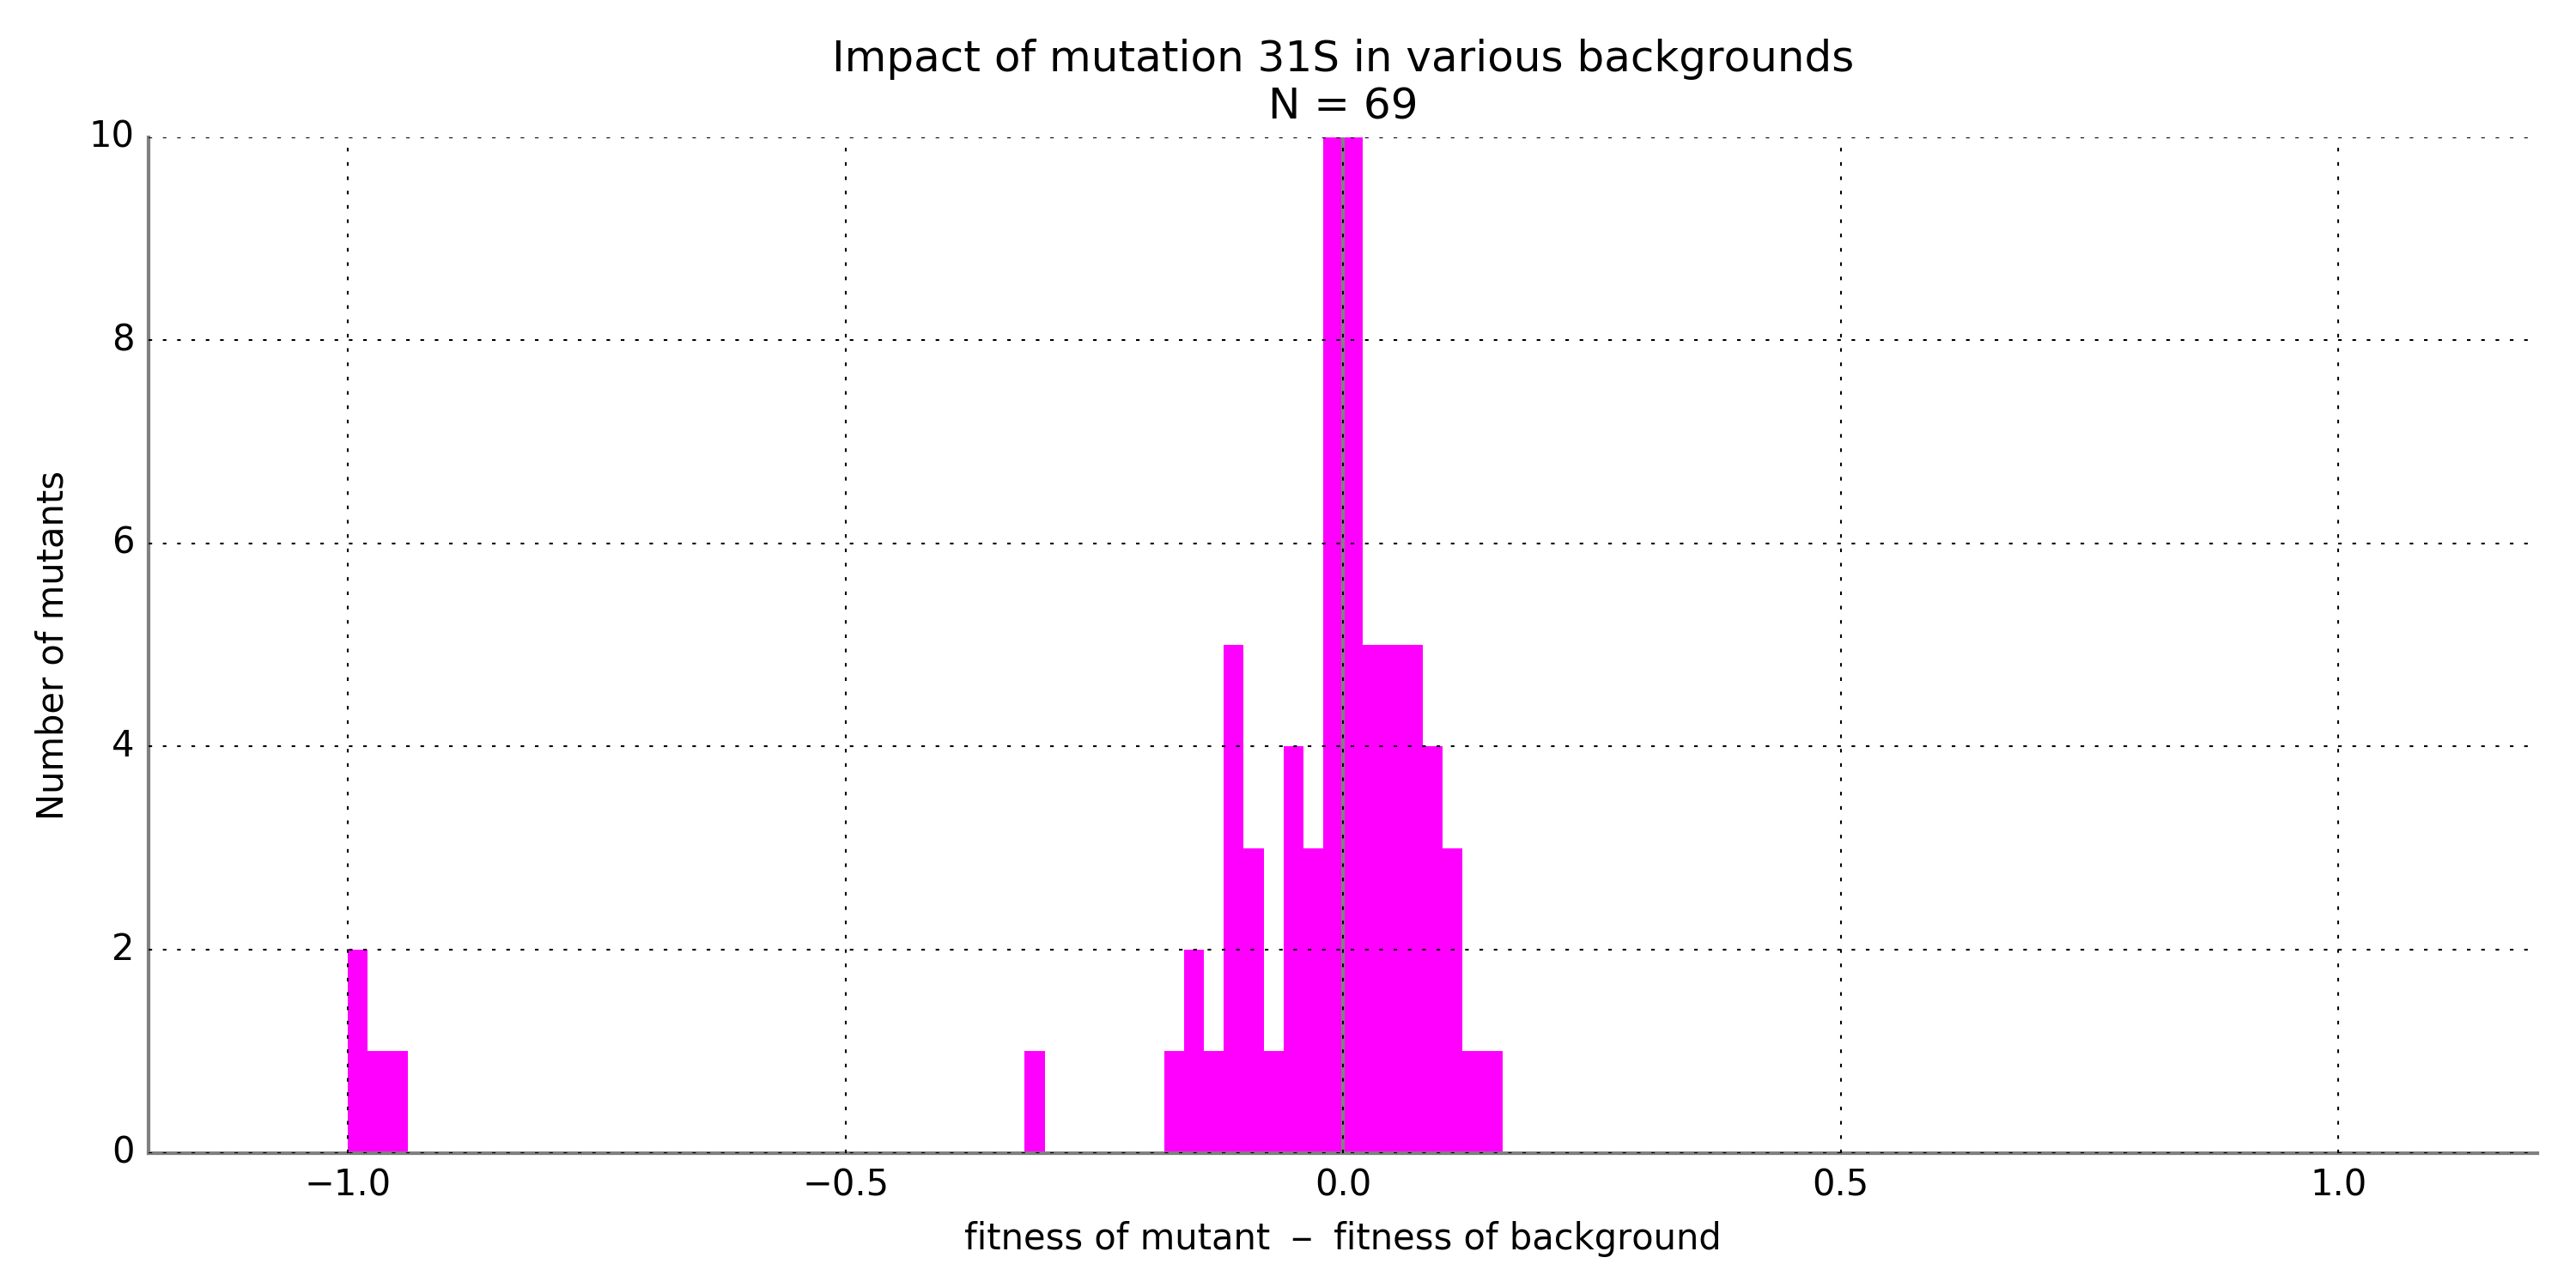 Impact of mutation 31S in various backgrounds
N = 69
10
8
6
4
2
0
Number of mutants
−1.0
−0.5
0.0
0.5
1.0
fitness of mutant – fitness of background